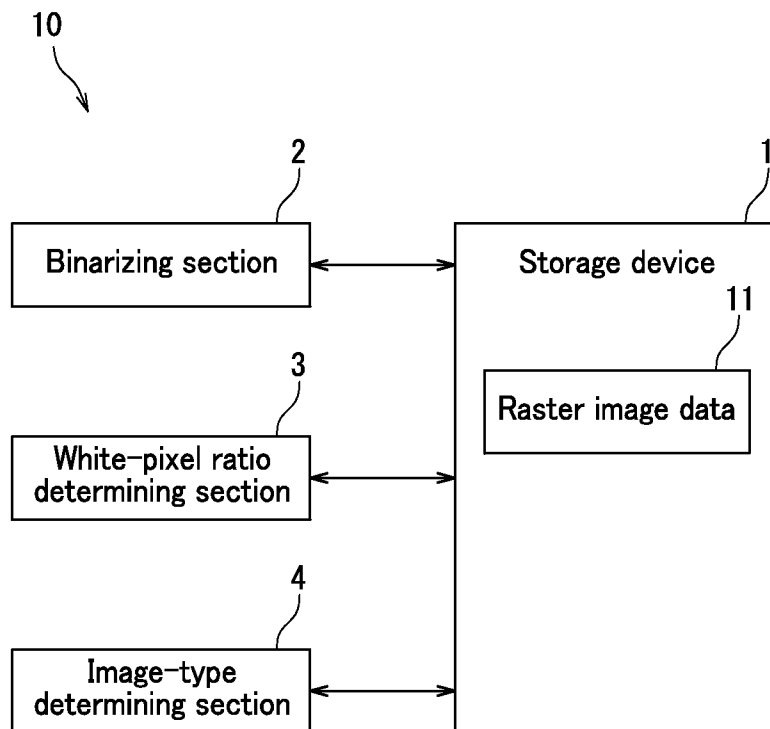 10
2
1
Binarizing section
Storage device
11
Raster image data
3
White-pixel ratio
determining section
4
Image-type
determining section